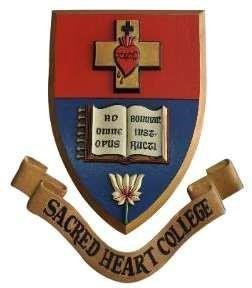 AD
OMNE
OPUS
BONUM
INST-
RUCTI
SACRED HEART COLLEGE